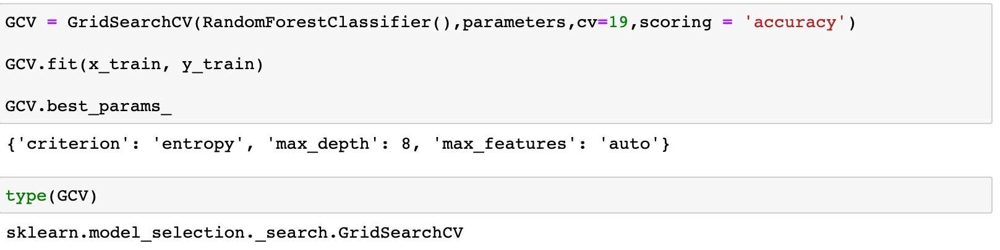 GCV = GridSearchCV(RandomForestClassifier(),parameters,cv=19,scoring = 'accuracy')
GCV.fit(x_train, y_train)
GCV.best_params_
{'criterion': 'entropy', 'max_depth': 8, 'max_features': 'auto'}
type(GCV)
sklearn.model_selection._search.GridSearchCV